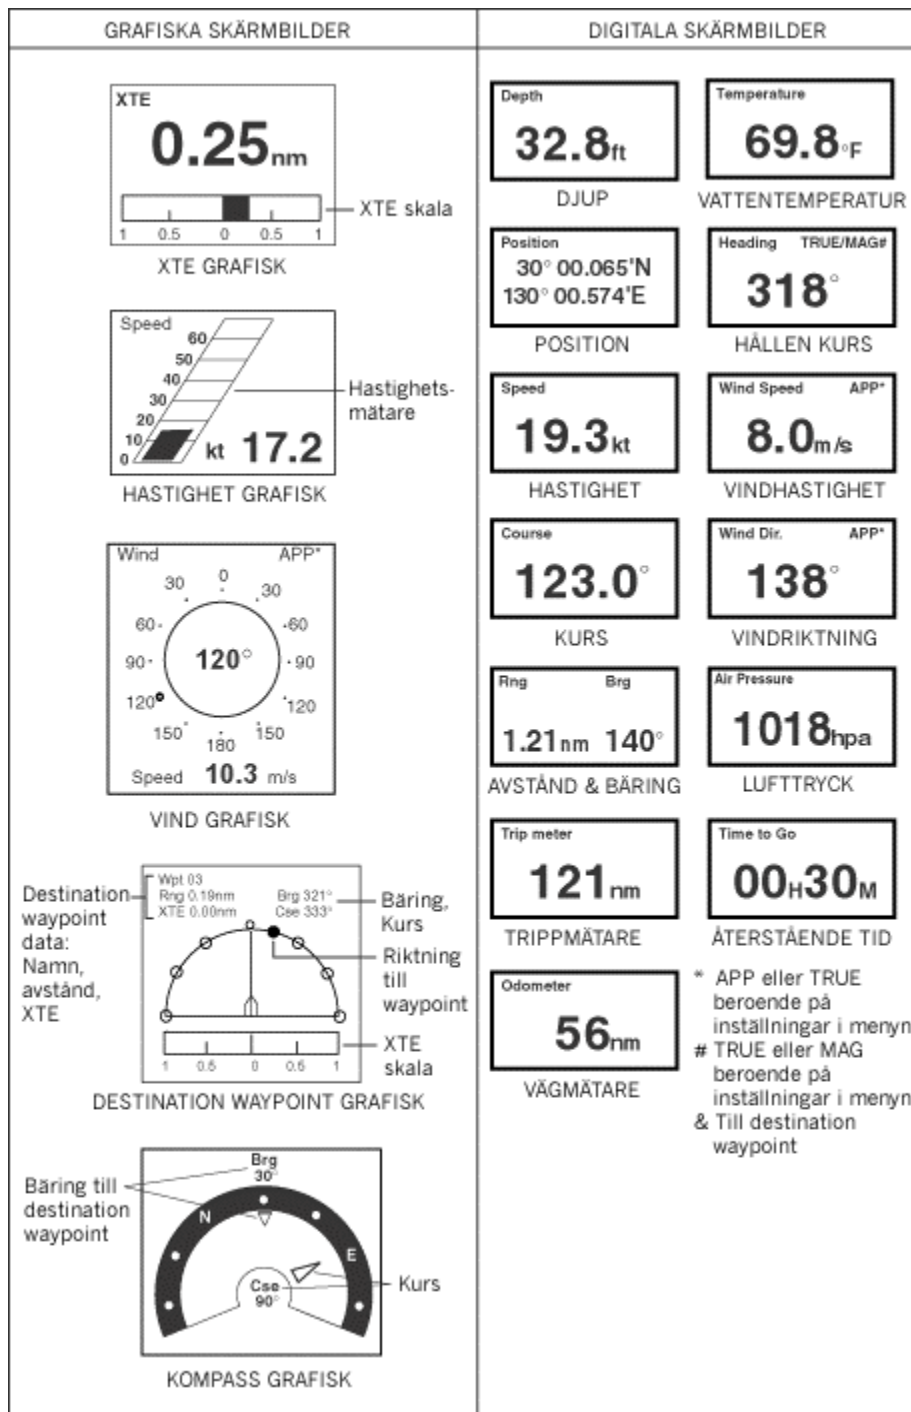 GRAFISKA SKÄRMBILDER
XTE
0.25nm
1 0.5 0 0.5 1
XTE skala
XTE GRAFISK
Speed
60
50
40
30
20
10
0
kt 17.2
Hastighets-
mätare
HASTIGHET GRAFISK
Wind APP*
0
30 30
60 60
90 120° 90
120 120
150 150
180
Speed 10.3 m/s
VIND GRAFISK
Destination
waypoint
data:
Namn,
avstånd,
XTE
Wpt 03
Rng 0.19nm Brg 321°
XTE 0.00nm Cse 333°
Bäring,
Kurs
Riktning
till
waypoint
1 0.5 0 0.5 1
XTE
skala
DESTINATION WAYPOINT GRAFISK
Bäring till
destination
waypoint
Brg
30°
N
E
Cse
90°
Kurs
KOMPASS GRAFISK
DIGITALA SKÄRMBILDER
Depth
32.8ft
DJUP
Temperature
69.8°F
VATTENTEMPERATUR
Position
30° 00.065'N
130° 00.574'E
POSITION
Heading TRUE/MAG#
318°
HÅLLEN KURS
Speed
19.3kt
HASTIGHET
Wind Speed APP*
8.0m/s
VINDHASTIGHET
Course
123.0°
KURS
Wind Dir. APP*
138°
VINDRIKTNING
Rng Brg
1.21nm 140°
AVSTÅND & BÄRING
Air Pressure
1018hpa
LUFTTRYCK
Trip meter
121nm
TRIPPMÄTARE
Time to Go
00H30M
ÅTERSTÅENDE TID
Odometer
56nm
VÄGMÄTARE
* APP eller TRUE
beroende på
inställningar i menyn
# TRUE eller MAG
beroende på
inställningar i menyn
& Till destination
waypoint